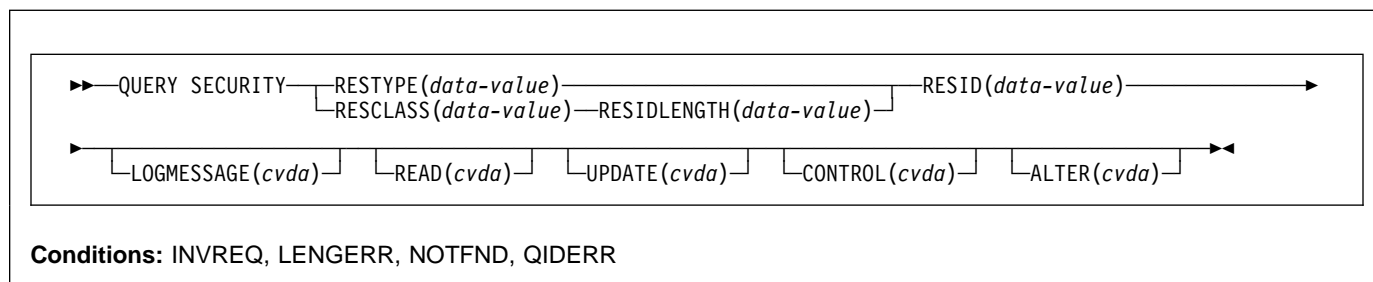 ►►──QUERY SECURITY──┬──RESTYPE(data-value)──────────────────────────┬──RESID(data-value)──►
└─RESCLASS(data-value)──RESIDLENGTH(data-value)─┘
►──┬──────────────────┬──┬────────────┬──┬──────────────┬──┬───────────────┬──┬─────────────┬──►◄
└─LOGMESSAGE(cvda)─┘ └─READ(cvda)─┘ └─UPDATE(cvda)─┘ └─CONTROL(cvda)─┘ └─ALTER(cvda)─┘
Conditions: INVREQ, LENGERR, NOTFND, QIDERR